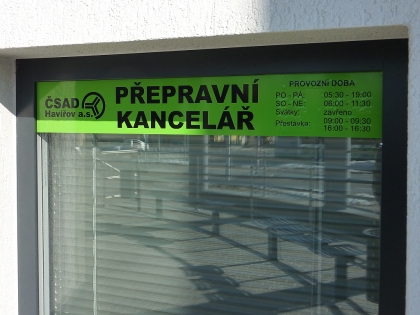 ČSAD
Havířov a.s.
PŘEPRAVNÍ
KANCELÁŘ
PROVOZNÍ DOBA
PO - PÁ: 05:30 - 18:00
SO - NE: 06:00 - 11:30
Svátky: zavřeno
Přestávka: 09:00 - 09:30
16:00 - 16:30